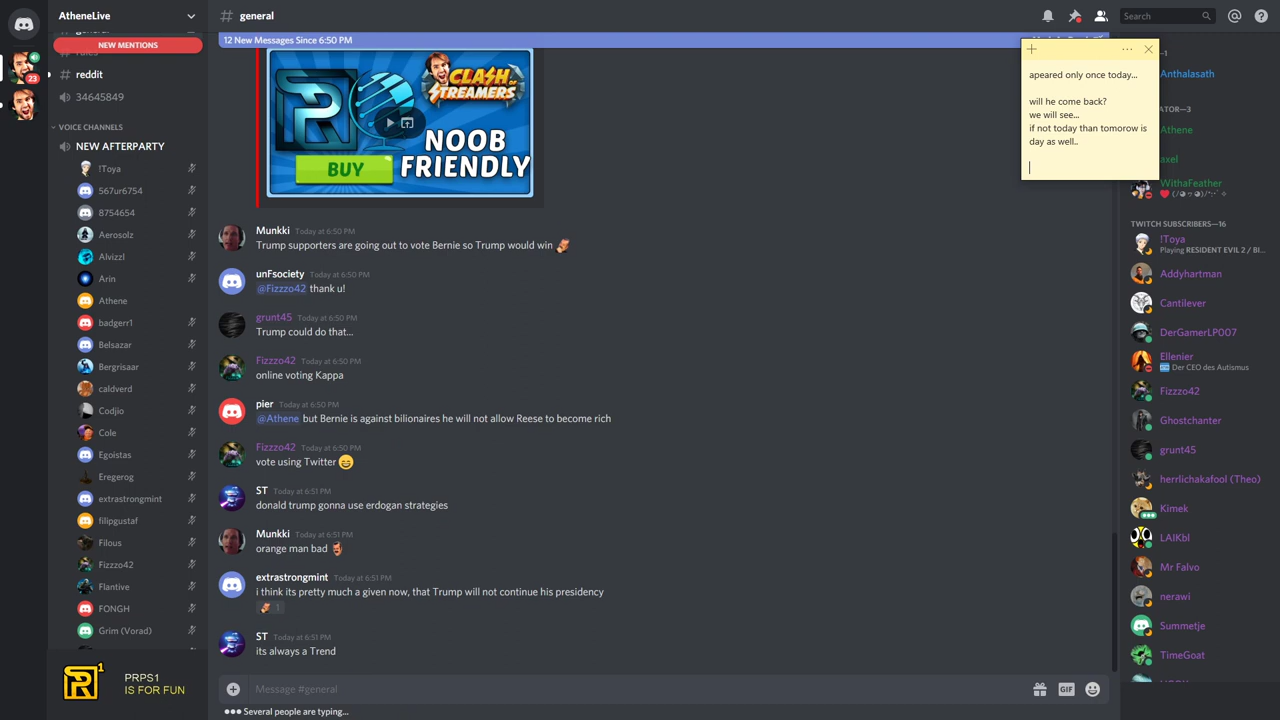 AtheneLive
NEW MENTIONS
reddit
34645849
VOICE CHANNELS
NEW AFTERPARTY
!Toya
567ur6754
8754654
Aerosolz
Alvizzl
Arin
Athene
badgerr1
Belsazar
Bergrisaar
caldverd
Codjio
Cole
Egoistas
Eregerog
extrastrongmint
filipgustaf
Filous
Fizzzo42
Flantive
FONGH
Grim (Vorad)
1
PRPS1
IS FOR FUN
23
# general
Search
12 New Messages Since 6:50 PM
CLASH OF
STREAMERS
NOOB
FRIENDLY
BUY
Munkki Today at 6:50 PM
Trump supporters are going out to vote Bernie so Trump would win
unFsociety Today at 6:50 PM
@Fizzzo42 thank u!
grunt45 Today at 6:50 PM
Trump could do that...
Fizzzo42 Today at 6:50 PM
online voting Kappa
pier Today at 6:50 PM
@Athene but Bernie is against bilionaires he will not allow Reese to become rich
Fizzzo42 Today at 6:50 PM
vote using Twitter
ST Today at 6:51 PM
donald trump gonna use erdogan strategies
Munkki Today at 6:51 PM
orange man bad
extrastrongmint Today at 6:51 PM
i think its pretty much a given now, that Trump will not continue his presidency
1
ST Today at 6:51 PM
its always a Trend
Message #general
GIF
Several people are typing...
apeared only once today...
will he come back?
we will see...
if not today than tomorow is
day as well..
—1
Anthalasath
ATOR—3
Athene
axel
WithaFeather
TWITCH SUBSCRIBERS—16
!Toya
Playing RESIDENT EVIL 2 / BI...
Addyhartman
Cantilever
DerGamerLP007
Ellenier
Der CEO des Autismus
Fizzzo42
Ghostchanter
grunt45
herrlichakafool (Theo)
Kimek
LAIKbl
Mr Falvo
nerawi
Summetje
TimeGoat